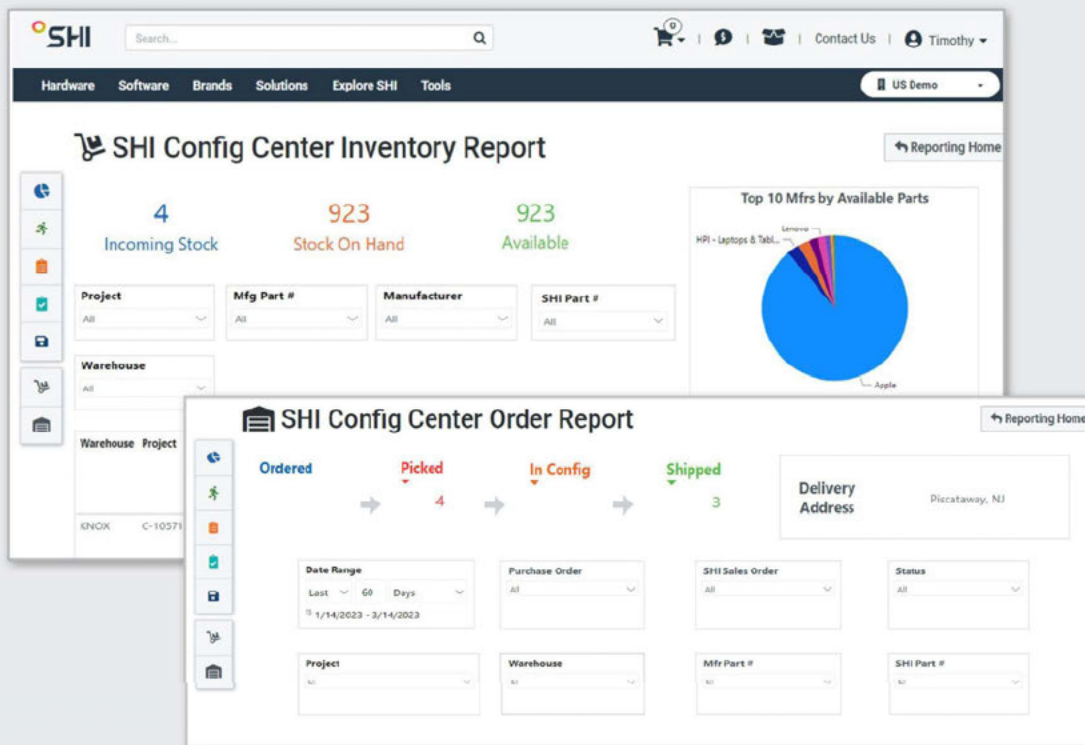 SHI
Search...
0
Contact Us
Timothy
Hardware Software Brands Solutions Explore SHI Tools
US Demo
SHI Config Center Inventory Report
Reporting Home
4
Incoming Stock
923
Stock On Hand
923
Available
Top 10 Mfrs by Available Parts
Lenovo
HPI - Laptops & Tabl...
Apple
Project
All
Mfg Part #
All
Manufacturer
All
SHI Part #
All
Warehouse
All
Warehouse Project
KNOX C-10571
SHI Config Center Order Report
Reporting Home
Ordered
Picked
4
In Config
Shipped
3
Delivery
Address
Piscataway, NJ
Date Range
Last 60 Days
1/14/2023 - 3/14/2023
Purchase Order
All
SHI Sales Order
All
Status
All
Project
Warehouse
Mfr Part #
SHI Part #